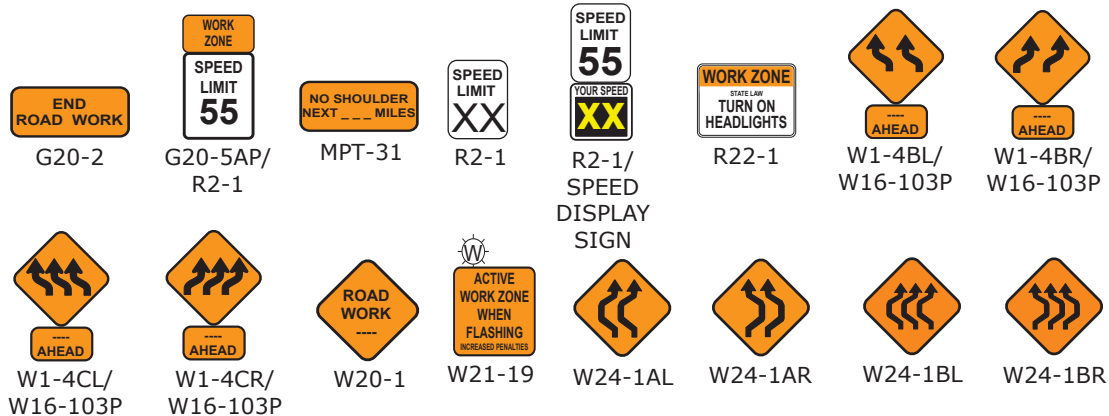 END
ROAD WORK
G20-2
WORK
ZONE
SPEED
LIMIT
55
G20-5AP/
R2-1
NO SHOULDER
NEXT _ _ _ MILES
MPT-31
SPEED
LIMIT
XX
R2-1
SPEED
LIMIT
55
YOUR SPEED
XX
R2-1/
SPEED
DISPLAY
SIGN
WORK ZONE
STATE LAW
TURN ON
HEADLIGHTS
R22-1
----
AHEAD
W1-4BL/
W16-103P
----
AHEAD
W1-4BR/
W16-103P
----
AHEAD
W1-4CL/
W16-103P
----
AHEAD
W1-4CR/
W16-103P
ROAD
WORK
----
W20-1
W
ACTIVE
WORK ZONE
WHEN
FLASHING
INCREASED PENALTIES
W21-19
W24-1AL
W24-1AR
W24-1BL
W24-1BR